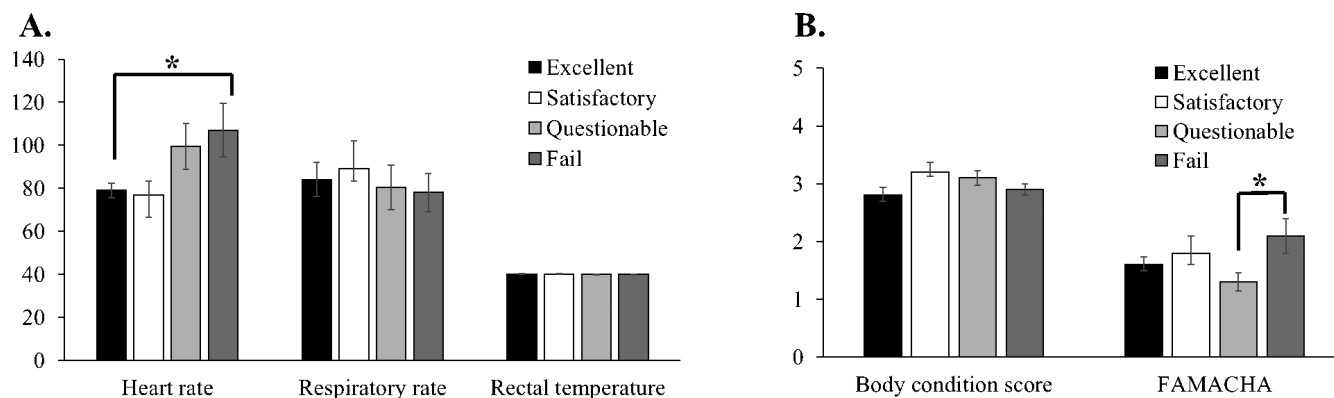 A.
140
120
100
80
60
40
20
0
*
Excellent
Satisfactory
Questionable
Fail
Heart rate
Respiratory rate
Rectal temperature
B.
5
4
3
2
1
0
Excellent
Satisfactory
Questionable
Fail
*
Body condition score
FAMACHA